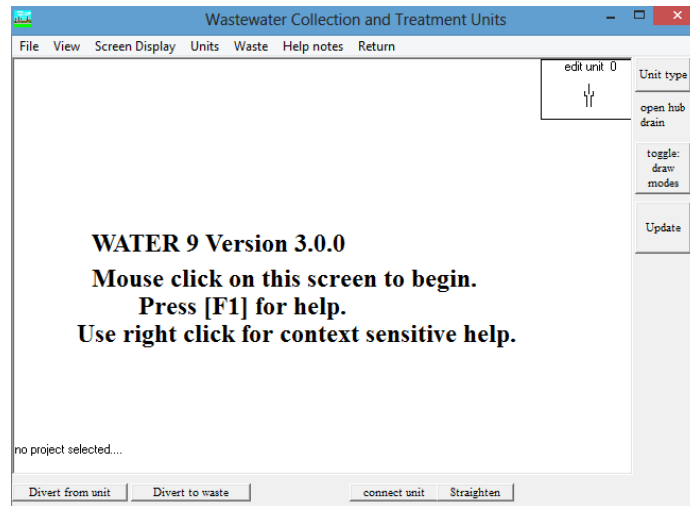 Wastewater Collection and Treatment Units
File View Screen Display Units Waste Help notes Return
edit unit 0
Unit type
open hub
drain
toggle:
draw
modes
Update
WATER 9 Version 3.0.0
Mouse click on this screen to begin.
Press [F1] for help.
Use right click for context sensitive help.
no project selected....
Divert from unit Divert to waste connect unit Straighten